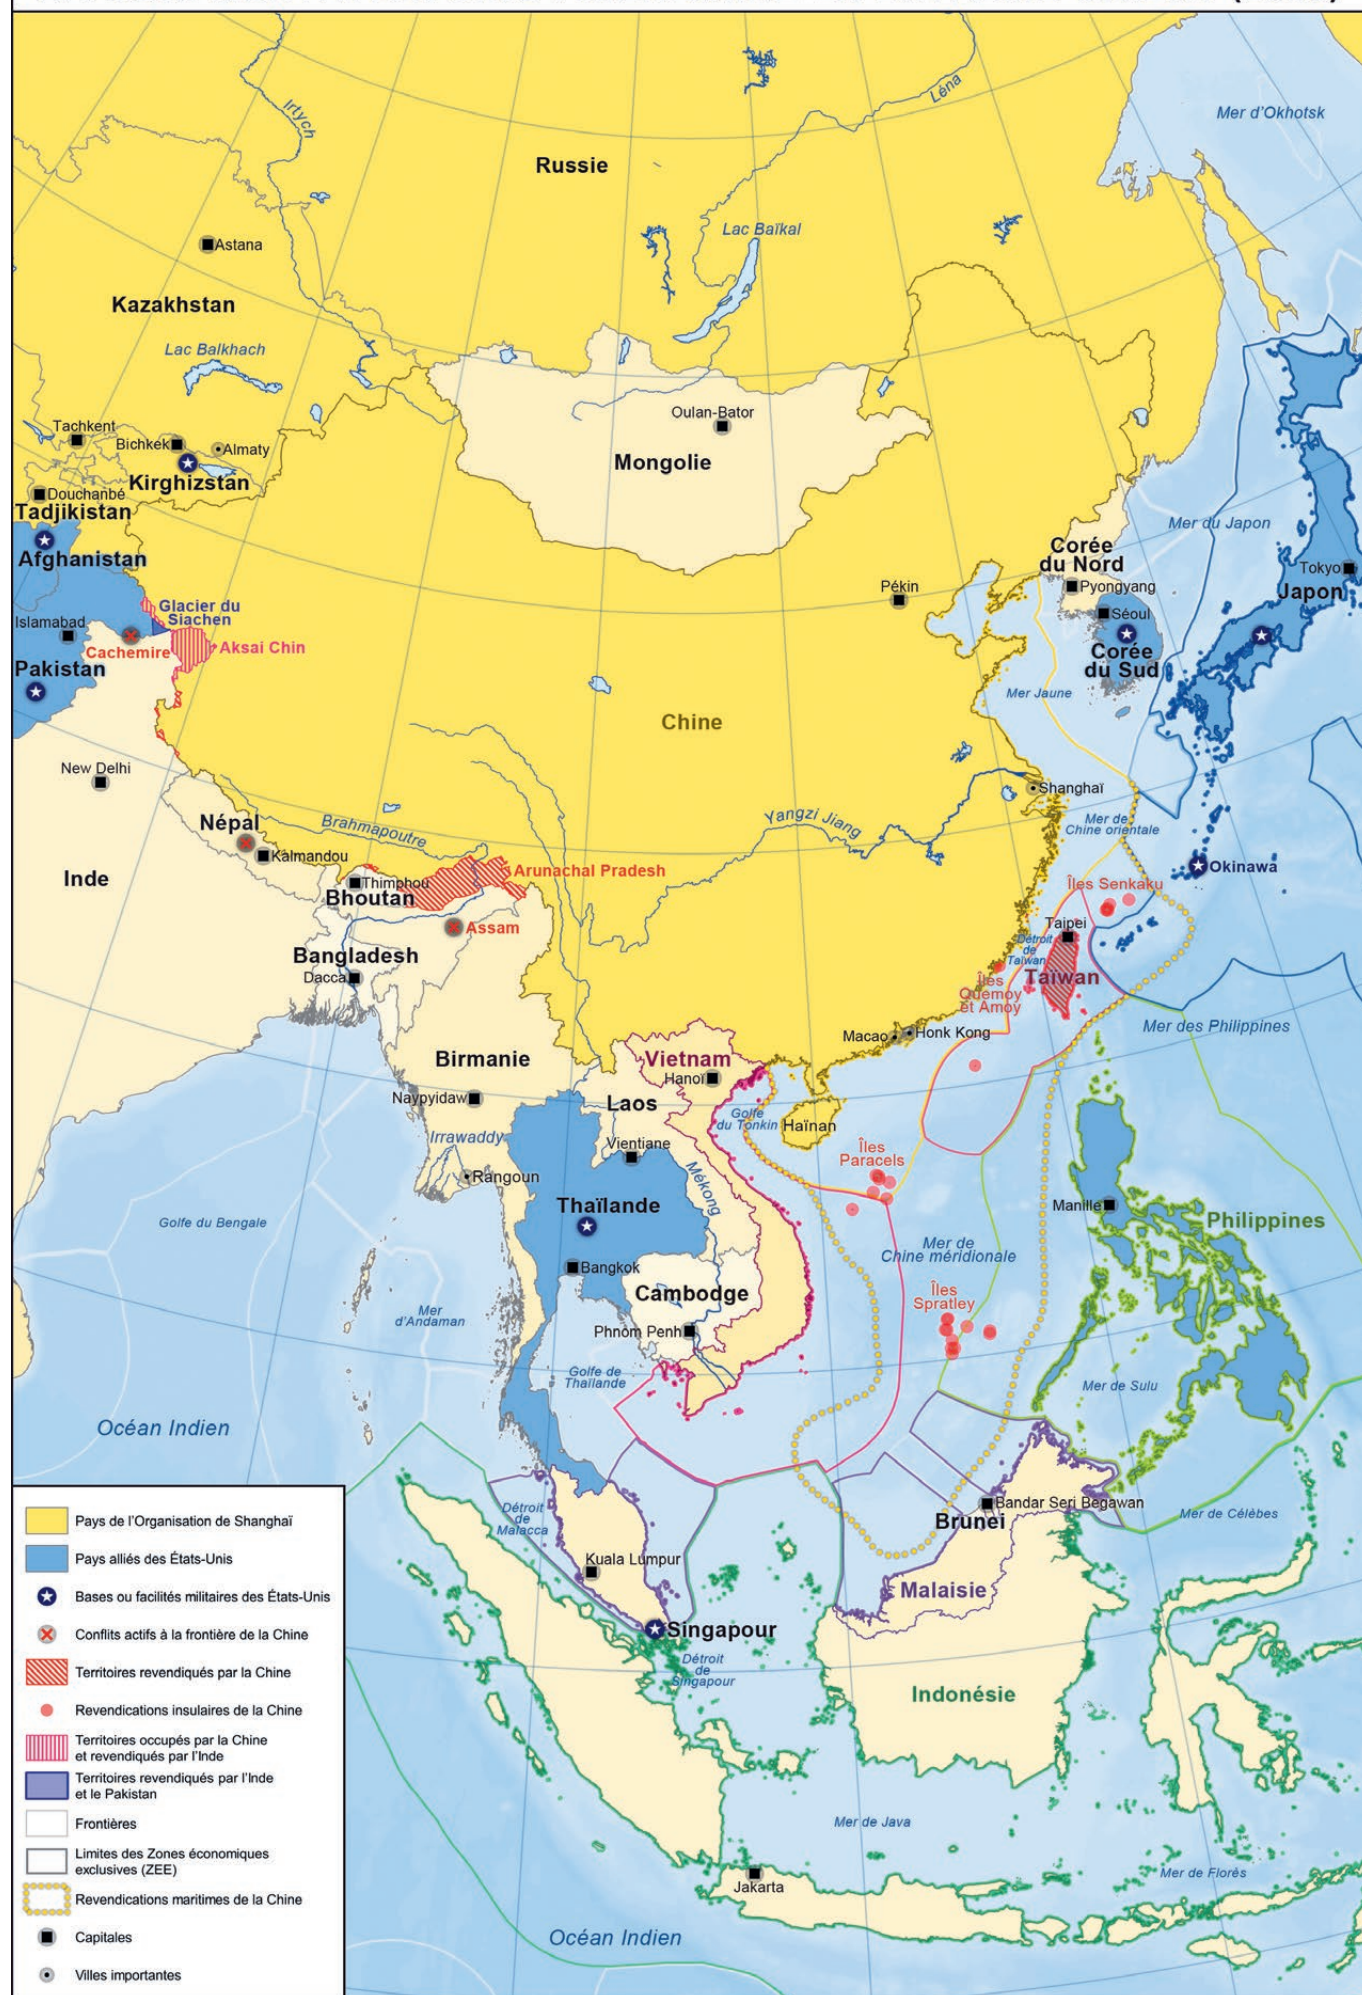 Irtych
Léna
Mer d'Okhotsk
Russie
Lac Baïkal
Astana
Kazakhstan
Lac Balkhach
Oulan-Bator
Mongolie
Tachkent
Bichkek
Almaty
Kirghizstan
Douchanbé
Tadjikistan
Afghanistan
Mer du Japon
Corée
du Nord
Pyongyang
Tokyo
Japon
Pékin
Séoul
Corée
du Sud
Glacier du
Siachen
Islamabad
Cachemire
Aksai Chin
Pakistan
Mer Jaune
Chine
New Delhi
Shanghaï
Népal
Brahmapoutre
Yangzi Jiang
Mer de
Chine orientale
Kalmandou
Okinawa
Inde
Thimphou
Bhoutan
Arunachal Pradesh
Îles Senkaku
Assam
Taipei
Détroit
de
Taïwan
Taïwan
Bangladesh
Dacca
Îles
Quemoy
et Amoy
Macao
Honk Kong
Mer des Philippines
Birmanie
Vietnam
Hanoï
Naypyidaw
Laos
Golfe
du Tonkin
Haïnan
Irrawaddy
Vientiane
Îles
Paracels
Rangoun
Mékong
Thaïlande
Manille
Philippines
Golfe du Bengale
Mer de
Chine méridionale
Bangkok
Cambodge
Îles
Spratley
Mer
d'Andaman
Phnom Penh
Golfe de
Thaïlande
Mer de Sulu
Océan Indien
Détroit
de
Malacca
Bandar Seri Begawan
Brunei
Mer de Célèbes
Kuala Lumpur
Malaisie
Singapour
Détroit
de
Singapour
Indonésie
Mer de Java
Jakarta
Mer de Florès
Océan Indien
Pays de l'Organisation de Shanghaï
Pays alliés des États-Unis
Bases ou facilités militaires des États-Unis
Conflits actifs à la frontière de la Chine
Territoires revendiqués par la Chine
Revendications insulaires de la Chine
Territoires occupés par la Chine
et revendiqués par l'Inde
Territoires revendiqués par l'Inde
et le Pakistan
Frontières
Limites des Zones économiques
exclusives (ZEE)
Revendications maritimes de la Chine
Capitales
Villes importantes